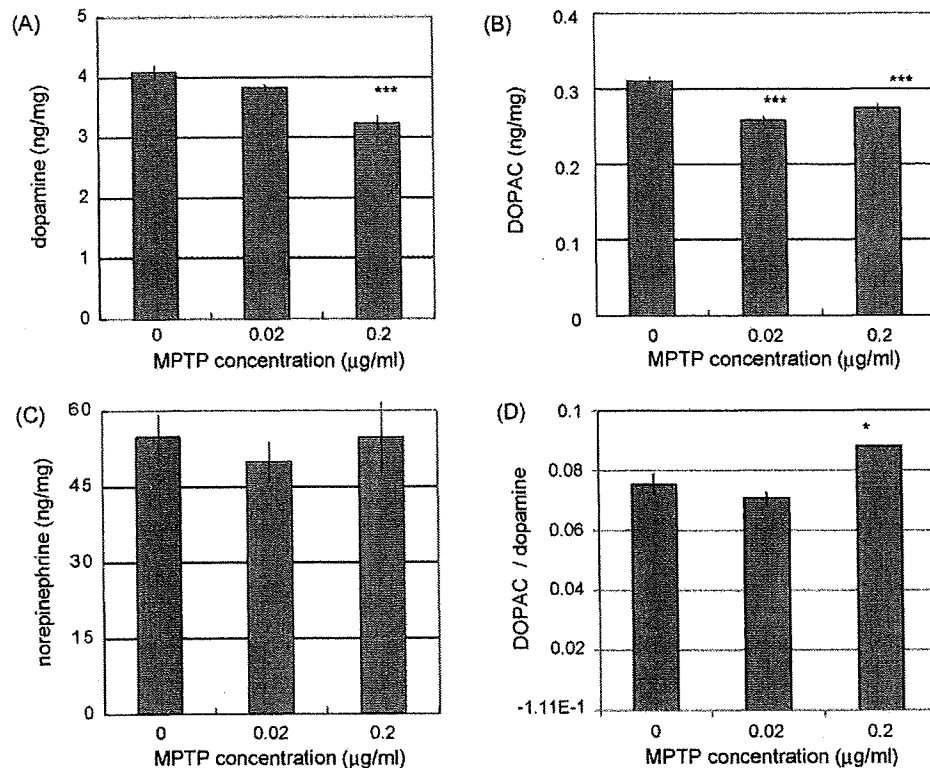 (A)
dopamine (ng/mg)
5
4
3
2
1
0
***
0 0.02 0.2
MPTP concentration (µg/ml)
(B)
DOPAC (ng/mg)
0.4
0.3
0.2
0.1
0
***
***
0 0.02 0.2
MPTP concentration (µg/ml)
(C)
norepinephrine (ng/mg)
60
45
30
15
0
0 0.02 0.2
MPTP concentration (µg/ml)
(D)
DOPAC / dopamine
0.1
0.08
0.06
0.04
0.02
-1.11E-1
*
0 0.02 0.2
MPTP concentration (µg/ml)